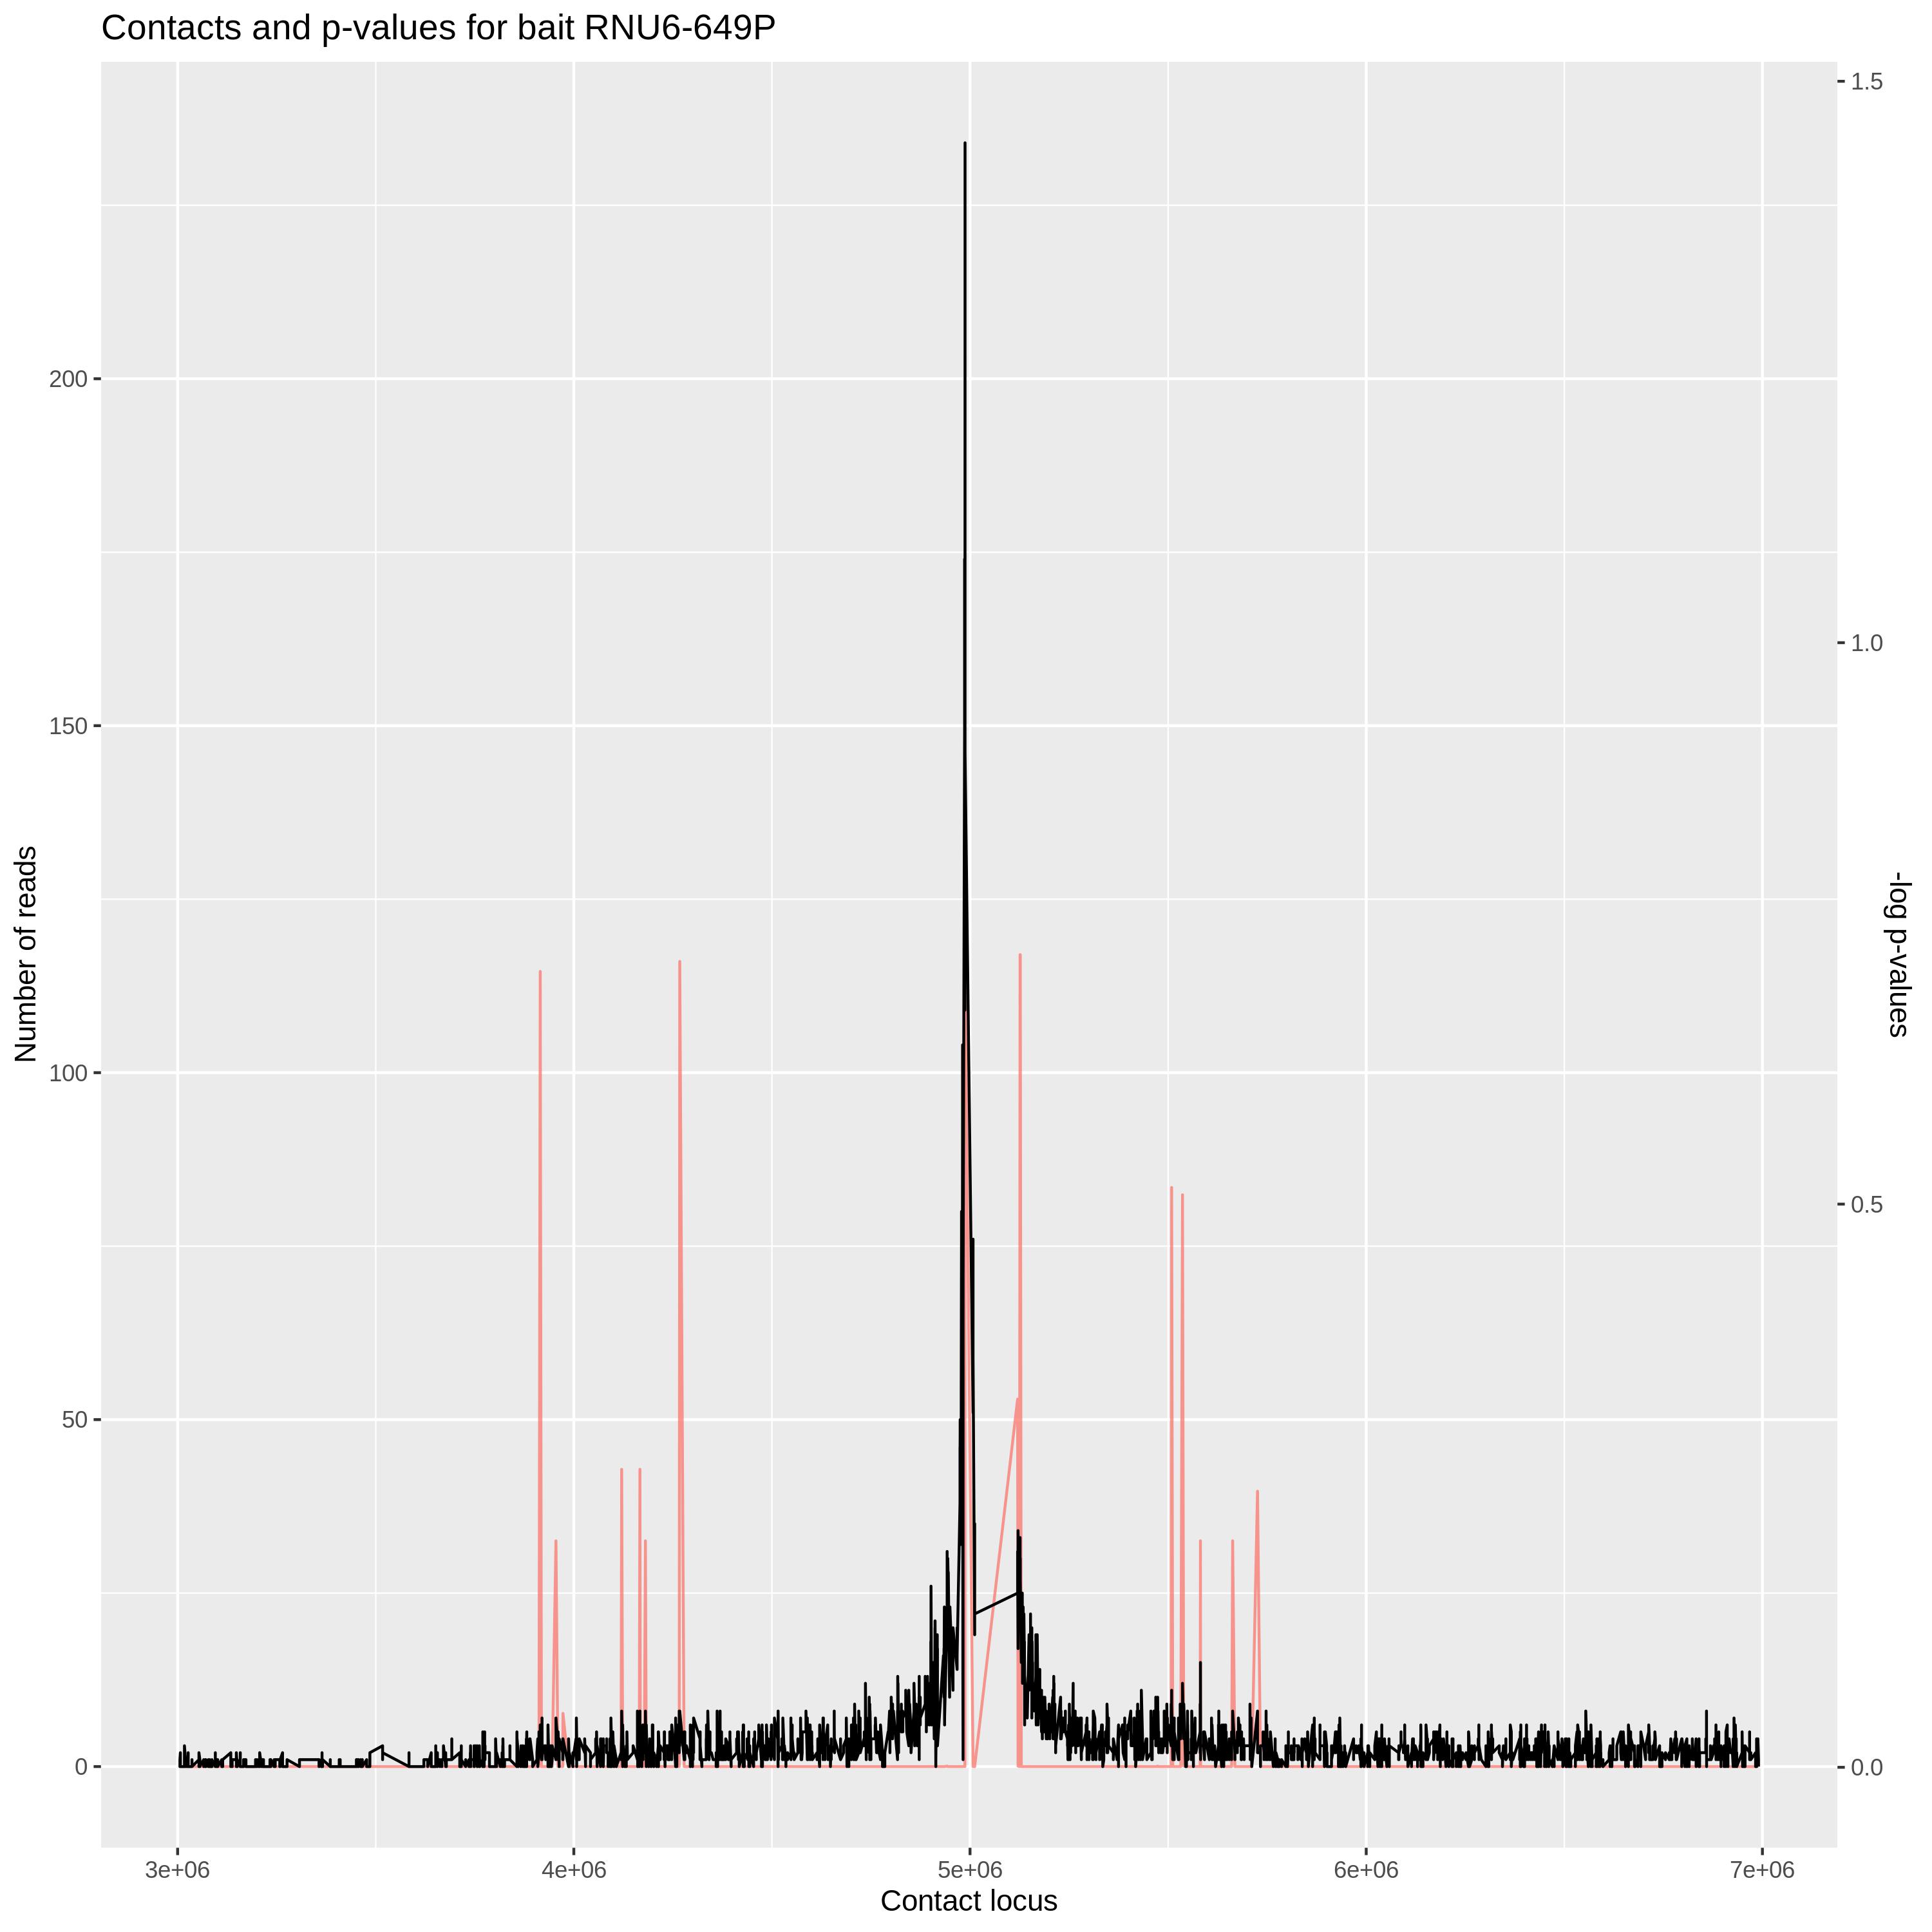 Contacts and p-values for bait RNU6-649P
200
150
100
50
0
Number of reads
1.5
1.0
0.5
0.0
-log p-values
3e+06 4e+06 5e+06 6e+06 7e+06
Contact locus